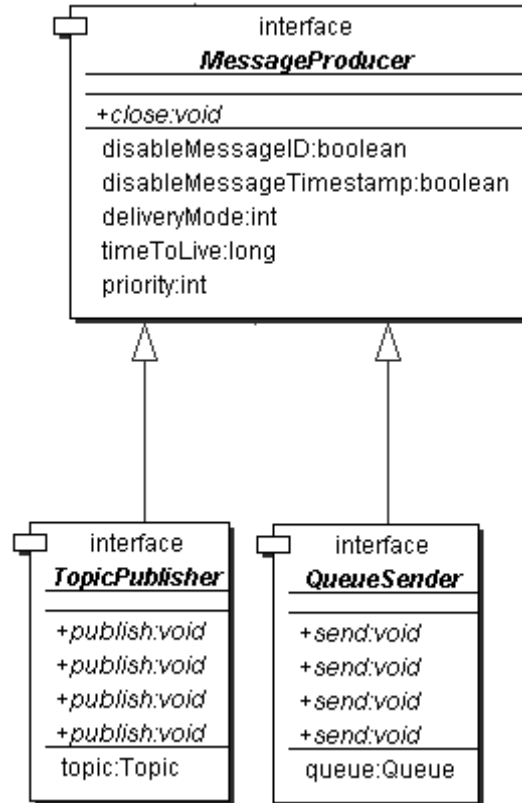 interface
MessageProducer
+close:void
disableMessageID:boolean
disableMessageTimestamp:boolean
deliveryMode:int
timeToLive:long
priority:int
interface
TopicPublisher
+publish:void
+publish:void
+publish:void
+publish:void
topic:Topic
interface
QueueSender
+send:void
+send:void
+send:void
+send:void
queue:Queue